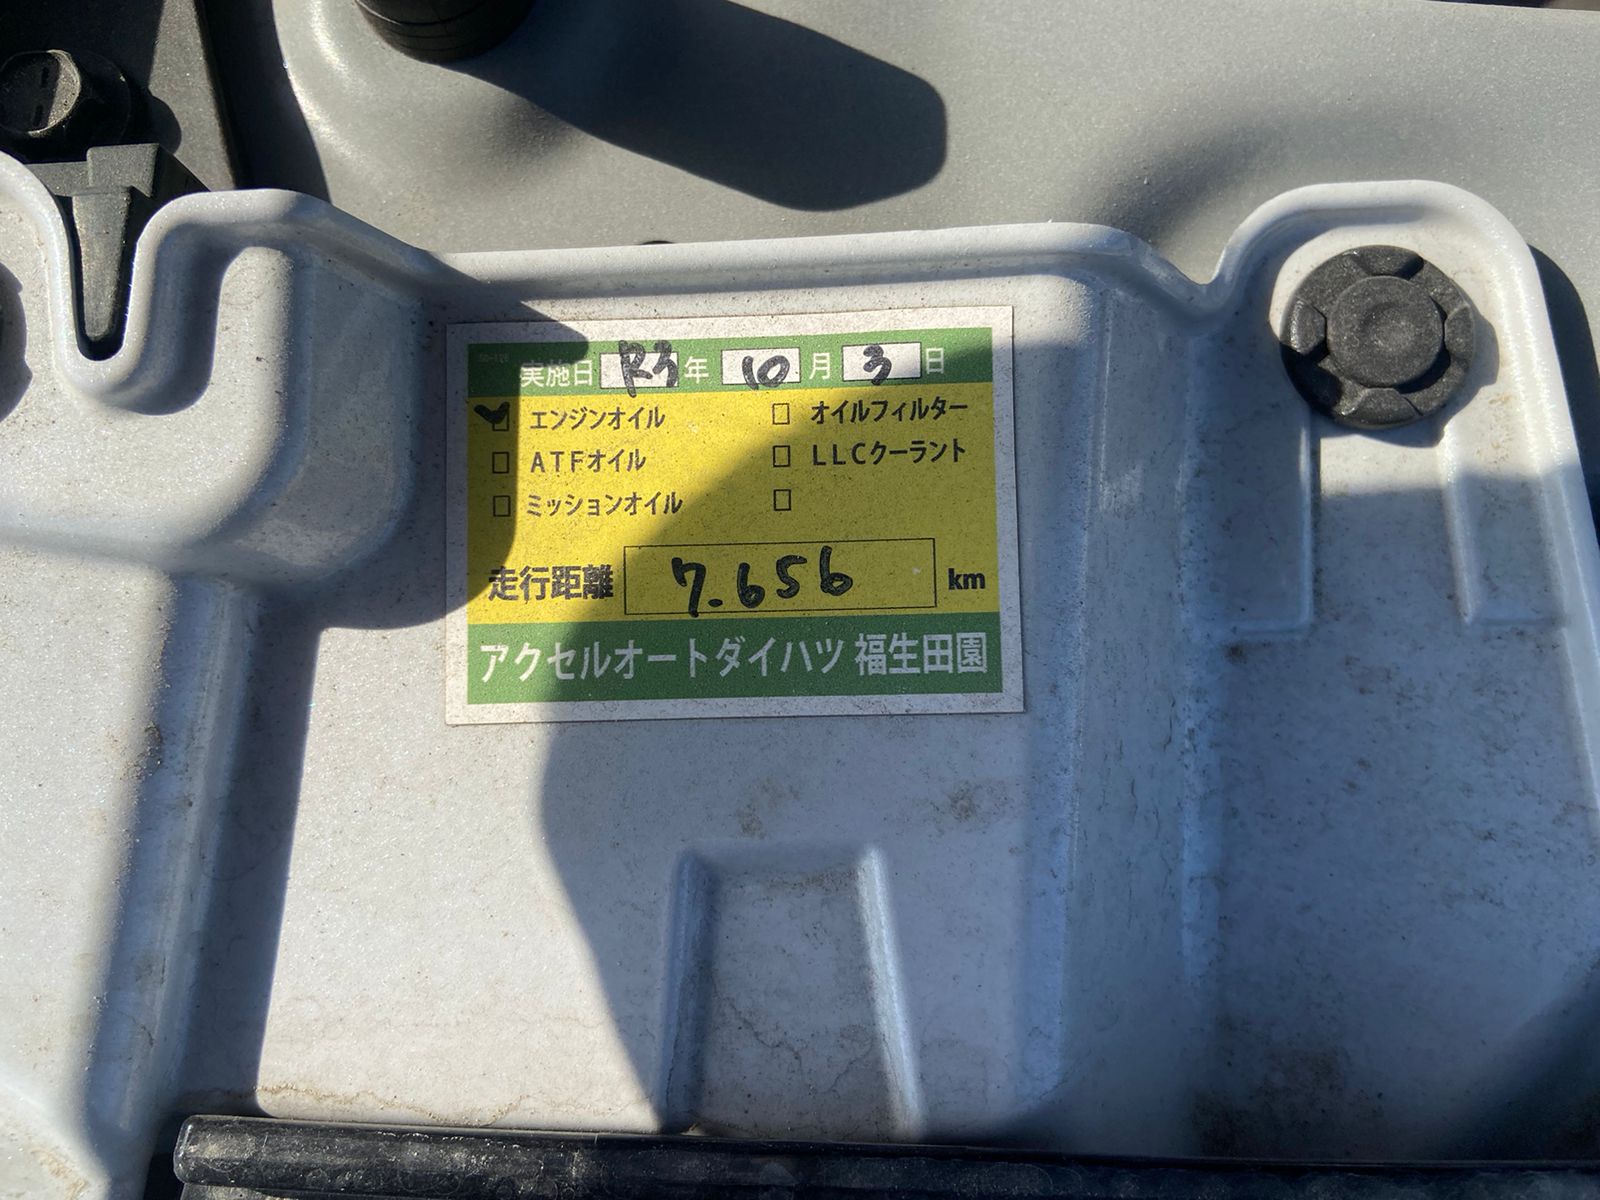 SD-128
実施日 R3 年 10 月 3 日
エンジンオイル オイルフィルター
ATFオイル LLCクーラント
ミッションオイル
走行距離 7.656 km
アクセルオートダイハツ 福生田園